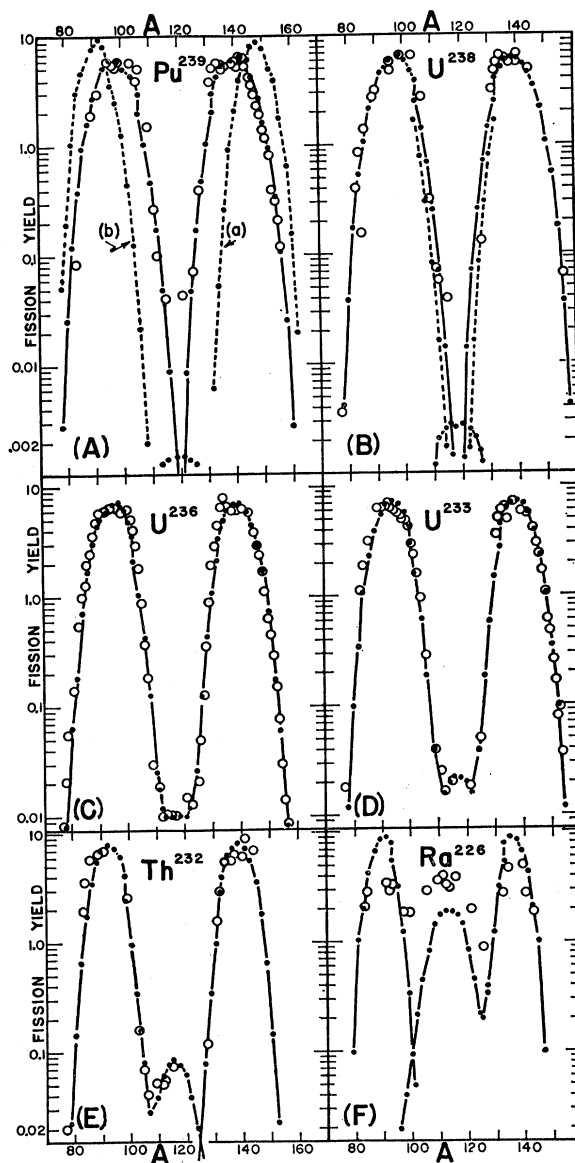 A
A
80 100 120 140 160
80 100 120 140
10
1.0
0.1
0.01
.002
FISSION YIELD
Pu239
(b)
(a)
(A)
U238
(B)
10
1.0
0.1
0.01
FISSION YIELD
U236
(C)
U233
(D)
10
1.0
0.1
0.02
FISSION YIELD
Th232
(E)
Ra226
(F)
80 100 120 140
80 100 120 140 160
A
A